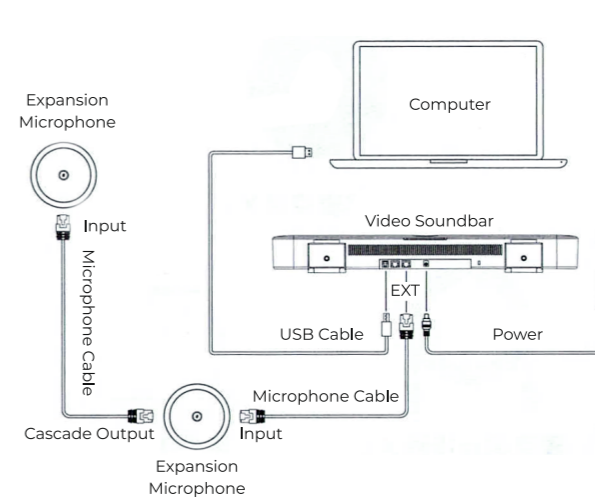 Computer
Expansion
Microphone
Video Soundbar
Input
Microphone Cable
EXT
USB Cable
Power
Microphone Cable
Cascade Output
Input
Expansion
Microphone